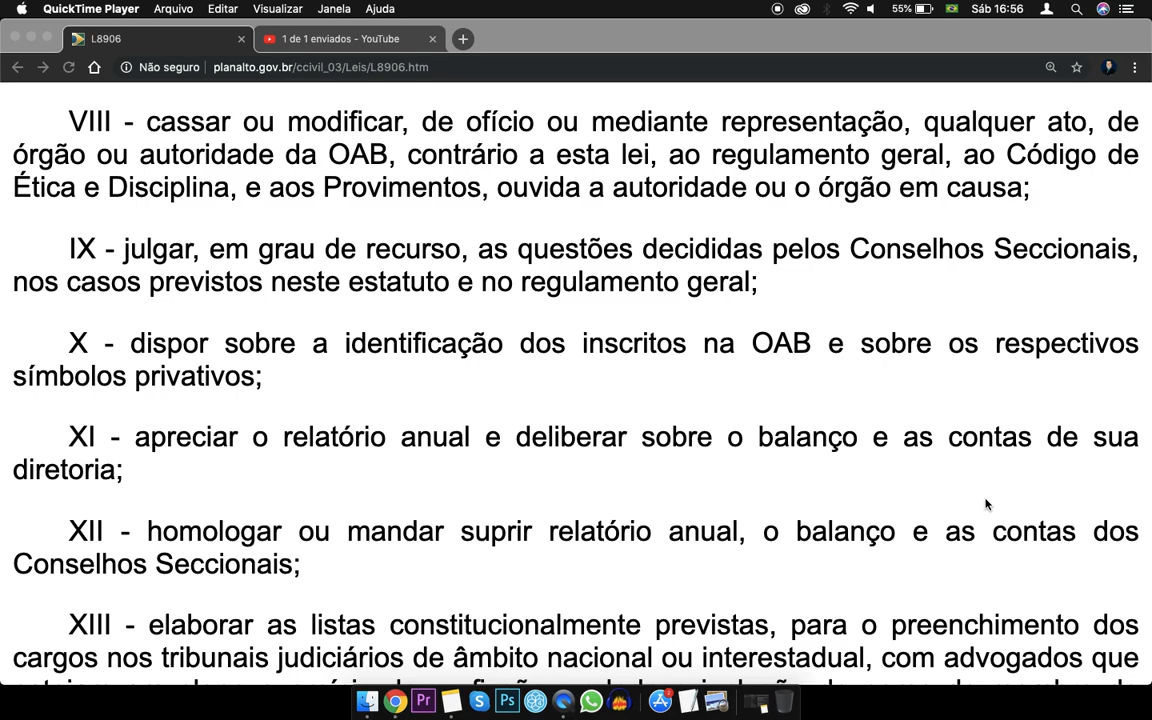 QuickTime Player Arquivo Editar Visualizar Janela Ajuda 55% Sáb 16:56
L8906 1 de 1 enviados - YouTube
Não seguro planalto.gov.br/ccivil_03/Leis/L8906.htm
VIII - cassar ou modificar, de ofício ou mediante representação, qualquer ato, de
órgão ou autoridade da OAB, contrário a esta lei, ao regulamento geral, ao Código de
Ética e Disciplina, e aos Provimentos, ouvida a autoridade ou o órgão em causa;
IX - julgar, em grau de recurso, as questões decididas pelos Conselhos Seccionais,
nos casos previstos neste estatuto e no regulamento geral;
X - dispor sobre a identificação dos inscritos na OAB e sobre os respectivos
símbolos privativos;
XI - apreciar o relatório anual e deliberar sobre o balanço e as contas de sua
diretoria;
XII - homologar ou mandar suprir relatório anual, o balanço e as contas dos
Conselhos Seccionais;
XIII - elaborar as listas constitucionalmente previstas, para o preenchimento dos
cargos nos tribunais judiciários de âmbito nacional ou interestadual, com advogados que
Pr Ps